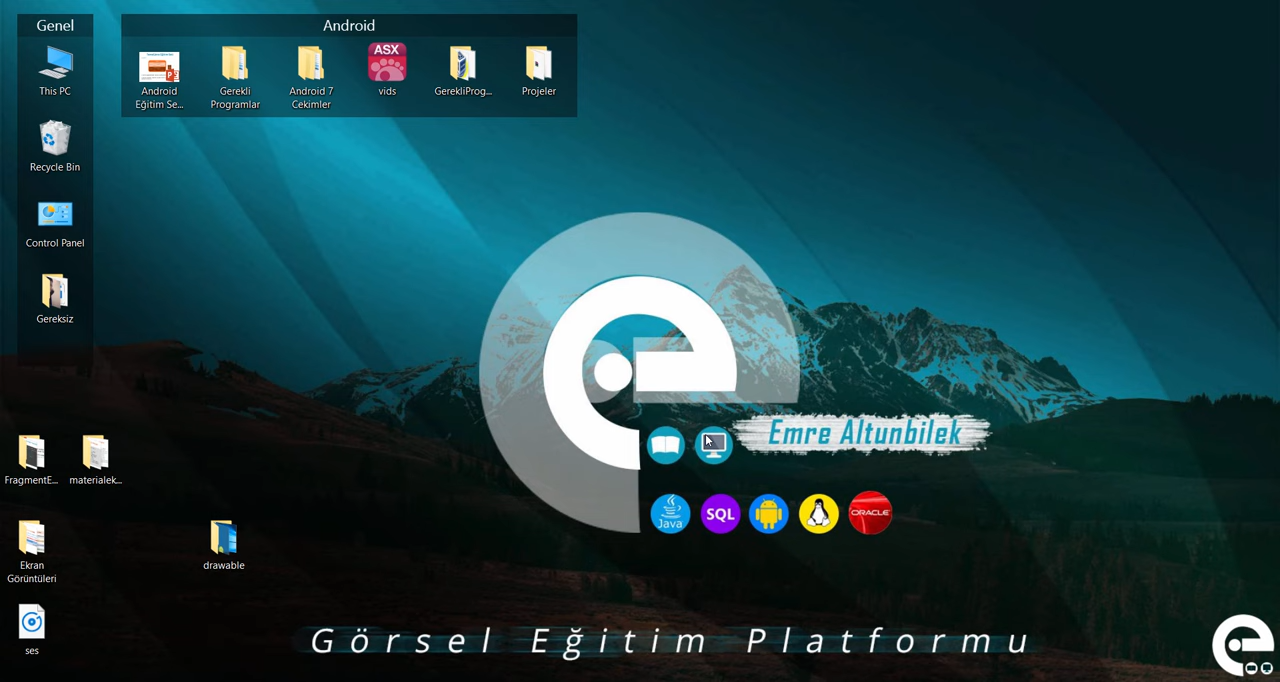 Genel
Android
This PC
Recycle Bin
Control Panel
Gereksiz
Android
Eğitim Se...
Gerekli
Programlar
Android 7
Cekimler
ASX
vids
GerekliProg...
Projeler
FragmentE...
materialek...
Ekran
Görüntüleri
drawable
ses
Emre Altunbilek
Java
SQL
ORACLE
Görsel Eğitim Platformu